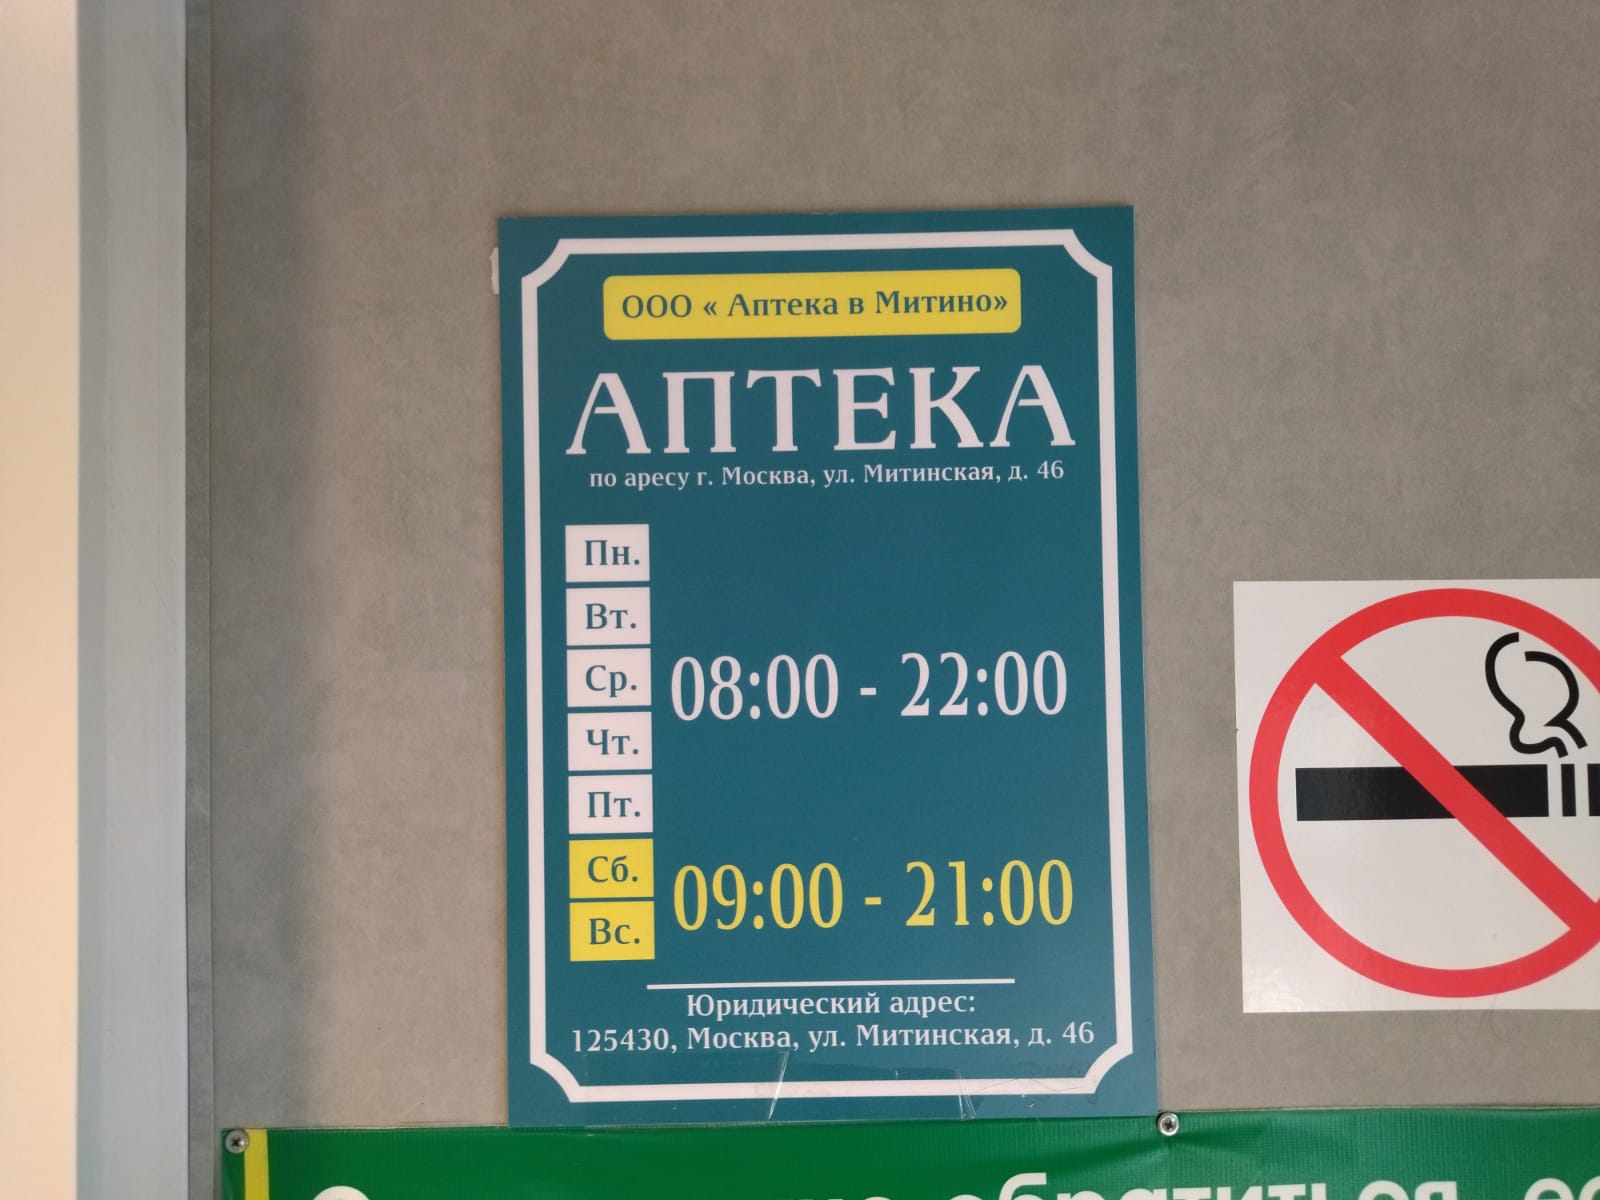 ООО « Аптека в Митино»
АПТЕКА
по аресу г. Москва, ул. Митинская, д. 46
Пн.
Вт.
Ср.
Чт.
Пт.
08:00 - 22:00
Сб.
Вс.
09:00 - 21:00
Юридический адрес:
125430, Москва, ул. Митинская, д. 46
обратиться